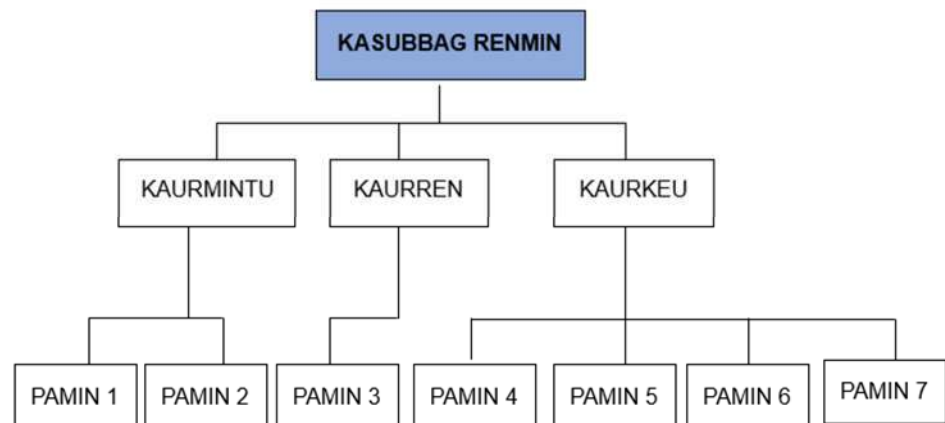 KASUBBAG RENMIN
KAURMINTU
KAURREN
KAURKEU
PAMIN 1
PAMIN 2
PAMIN 3
PAMIN 4
PAMIN 5
PAMIN 6
PAMIN 7